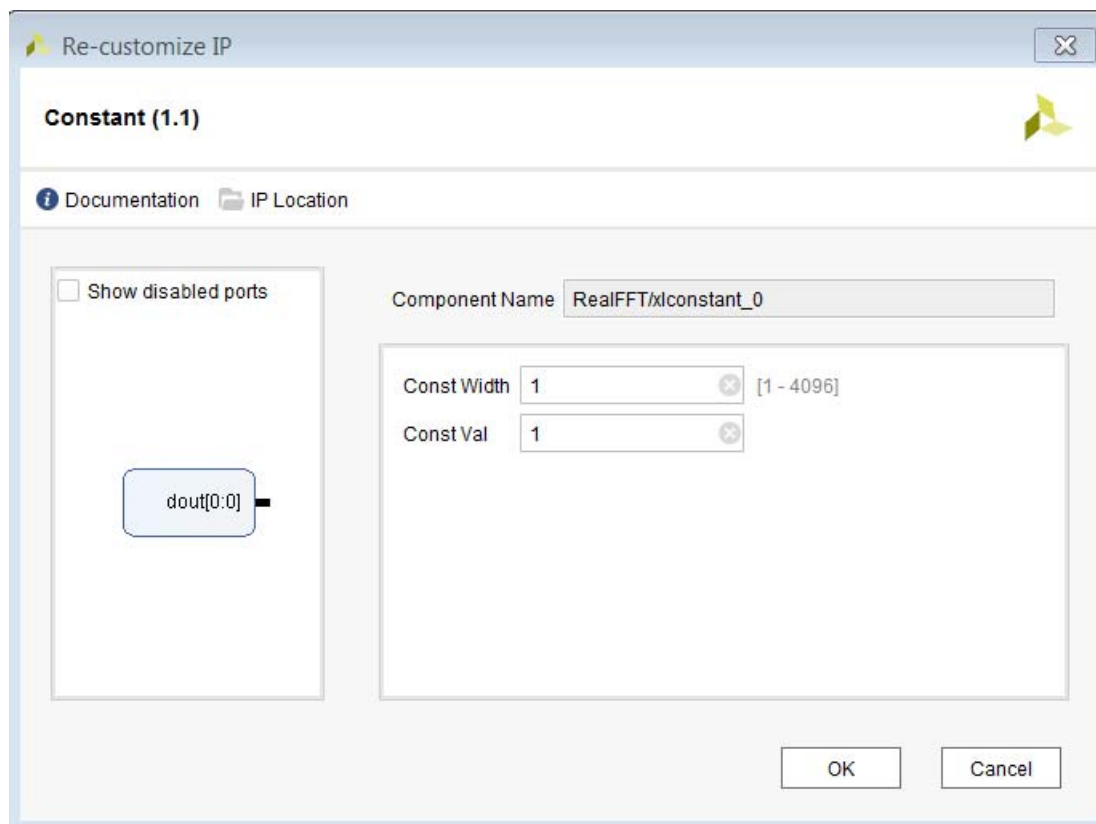 Re-customize IP
Constant (1.1)
Documentation IP Location
Show disabled ports
dout[0:0]
Component Name RealFFT/xlconstant_0
Const Width 1 [1 - 4096]
Const Val 1
OK Cancel